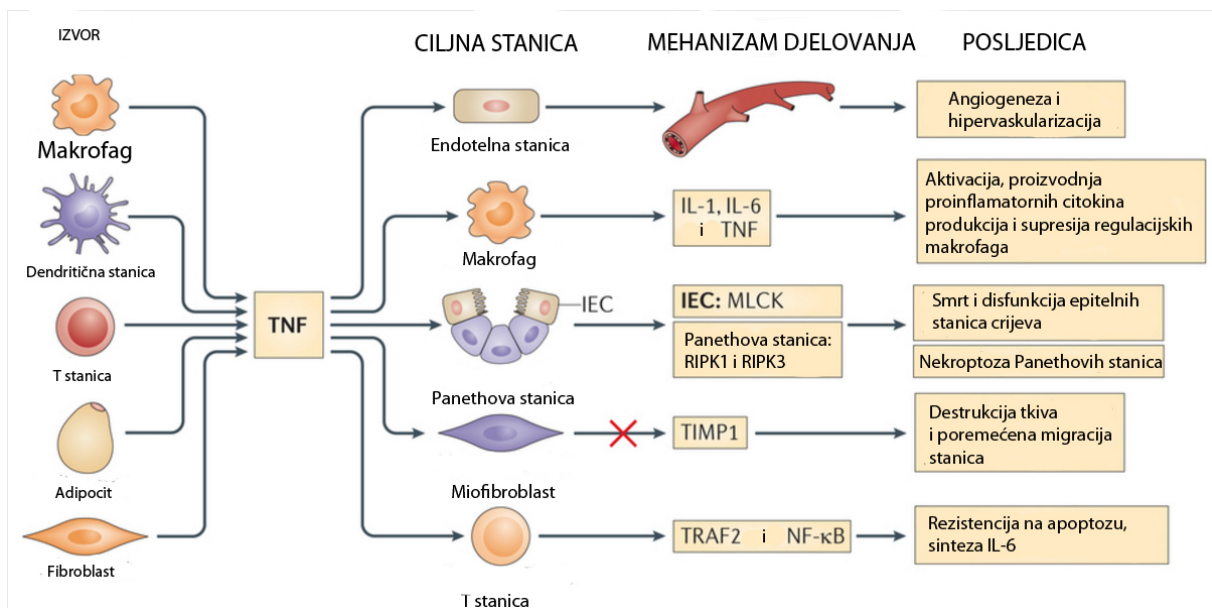 IZVOR
CILJNA STANICA
MEHANIZAM DJELOVANJA
POSLJEDICA
Makrofag
Dendritična stanica
T stanica
Adipocit
Fibroblast
TNF
Endotelna stanica
Angiogeneza i
hipervaskularizacija
Makrofag
IL-1, IL-6
i TNF
Aktivacija, proizvodnja
proinflamatornih citokina
produkcija i supresija regulacijskih
makrofaga
IEC
Panethova stanica
IEC: MLCK
Panethova stanica:
RIPK1 i RIPK3
Smrt i disfunkcija epitelnih
stanica crijeva
Nekroptoza Panethovih stanica
Miofibroblast
TIMP1
Destrukcija tkiva
i poremećena migracija
stanica
T stanica
TRAF2 i NF-κB
Rezistencija na apoptozu,
sinteza IL-6